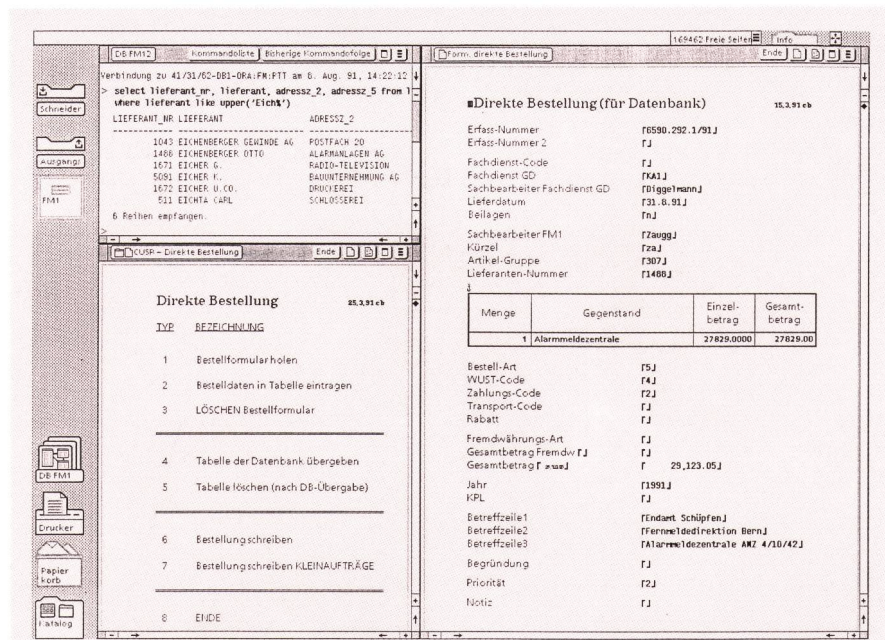 169462 Freie Seiten Info
DB FM12 Kommandoliste Bisherige Kommandofolge
Verbindung zu 41/31/62-DB1-ORA:FM:PTT am 8. Aug. 91, 14:22:12
> select lieferant_nr, lieferant, adressz_2, adressz_5 from l
where lieferant like upper('Eich%')
LIEFERANT_NR LIEFERANT ADRESSZ_2
1043 EICHENBERGER GEWINDE AG POSTFACH 20
1488 EICHENBERGER OTTO ALARMANLAGEN AG
1671 EICHER G. RADIO-TELEVISION
5091 EICHER K. BAUUNTERNEHMUNG AG
1672 EICHER U.CO. DRUCKEREI
511 EICHTA CARL SCHLOSSEREI
6 Reihen empfangen.
>
Schneider
Ausgang
FM1
DB FM1
Drucker
Papier
korb
Katalog
CUSP – Direkte Bestellung Ende
Direkte Bestellung 25,3,91 cb
TYP BEZEICHNUNG
1 Bestellformular holen
2 Bestelldaten in Tabelle eintragen
3 LÖSCHEN Bestellformular
4 Tabelle der Datenbank übergeben
5 Tabelle löschen (nach DB-Übergabe)
6 Bestellung schreiben
7 Bestellung schreiben KLEINAUFTRÄGE
8 ENDE
Form. direkte Bestellung Ende
Direkte Bestellung (für Datenbank) 15,3,91 cb
Erfass-Nummer 6590.292.1/91
Erfass-Nummer 2
Fachdienst-Code
Fachdienst GD KA1
Sachbearbeiter Fachdienst GD Diggelmann
Lieferdatum 31.8.91
Beilagen n
Sachbearbeiter FM1 Zaugg
Kürzel za
Artikel-Gruppe 307
Lieferanten-Nummer 1488
Menge Gegenstand Einzel-betrag Gesamt-betrag
1 Alarmmeldezentrale 27829.0000 27829.00
Bestell-Art 5
WUST-Code 4
Zahlungs-Code 2
Transport-Code
Rabatt
Fremdwährungs-Art
Gesamtbetrag Fremdw
Gesamtbetrag 29,123.05
Jahr 1991
KPL
Betreffzeile1 Endamt Schüpfen
Betreffzeile2 Fernmeldedirektion Bern
Betreffzeile3 Alarmmeldezentrale AMZ 4/10/42
Begründung
Priorität 2
Notiz